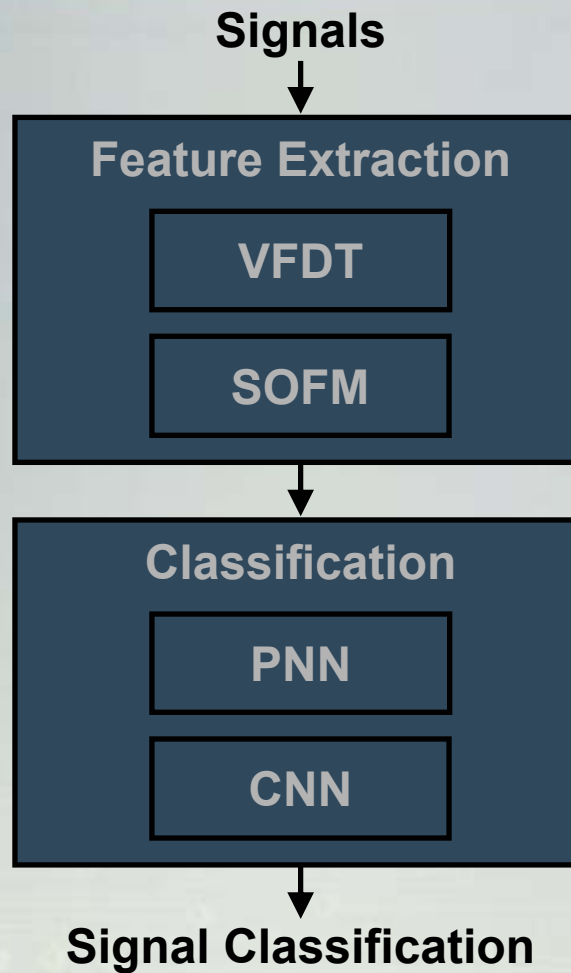 Signals
Feature Extraction
VFDT
SOFM
Classification
PNN
CNN
Signal Classification